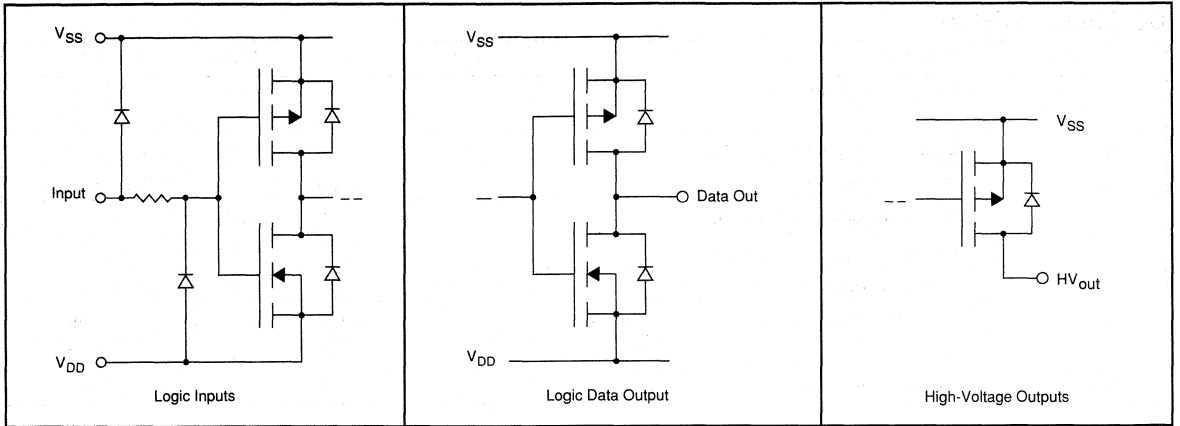 VSS
Input
VDD
Logic Inputs
VSS
Data Out
VDD
Logic Data Output
VSS
HVout
High-Voltage Outputs